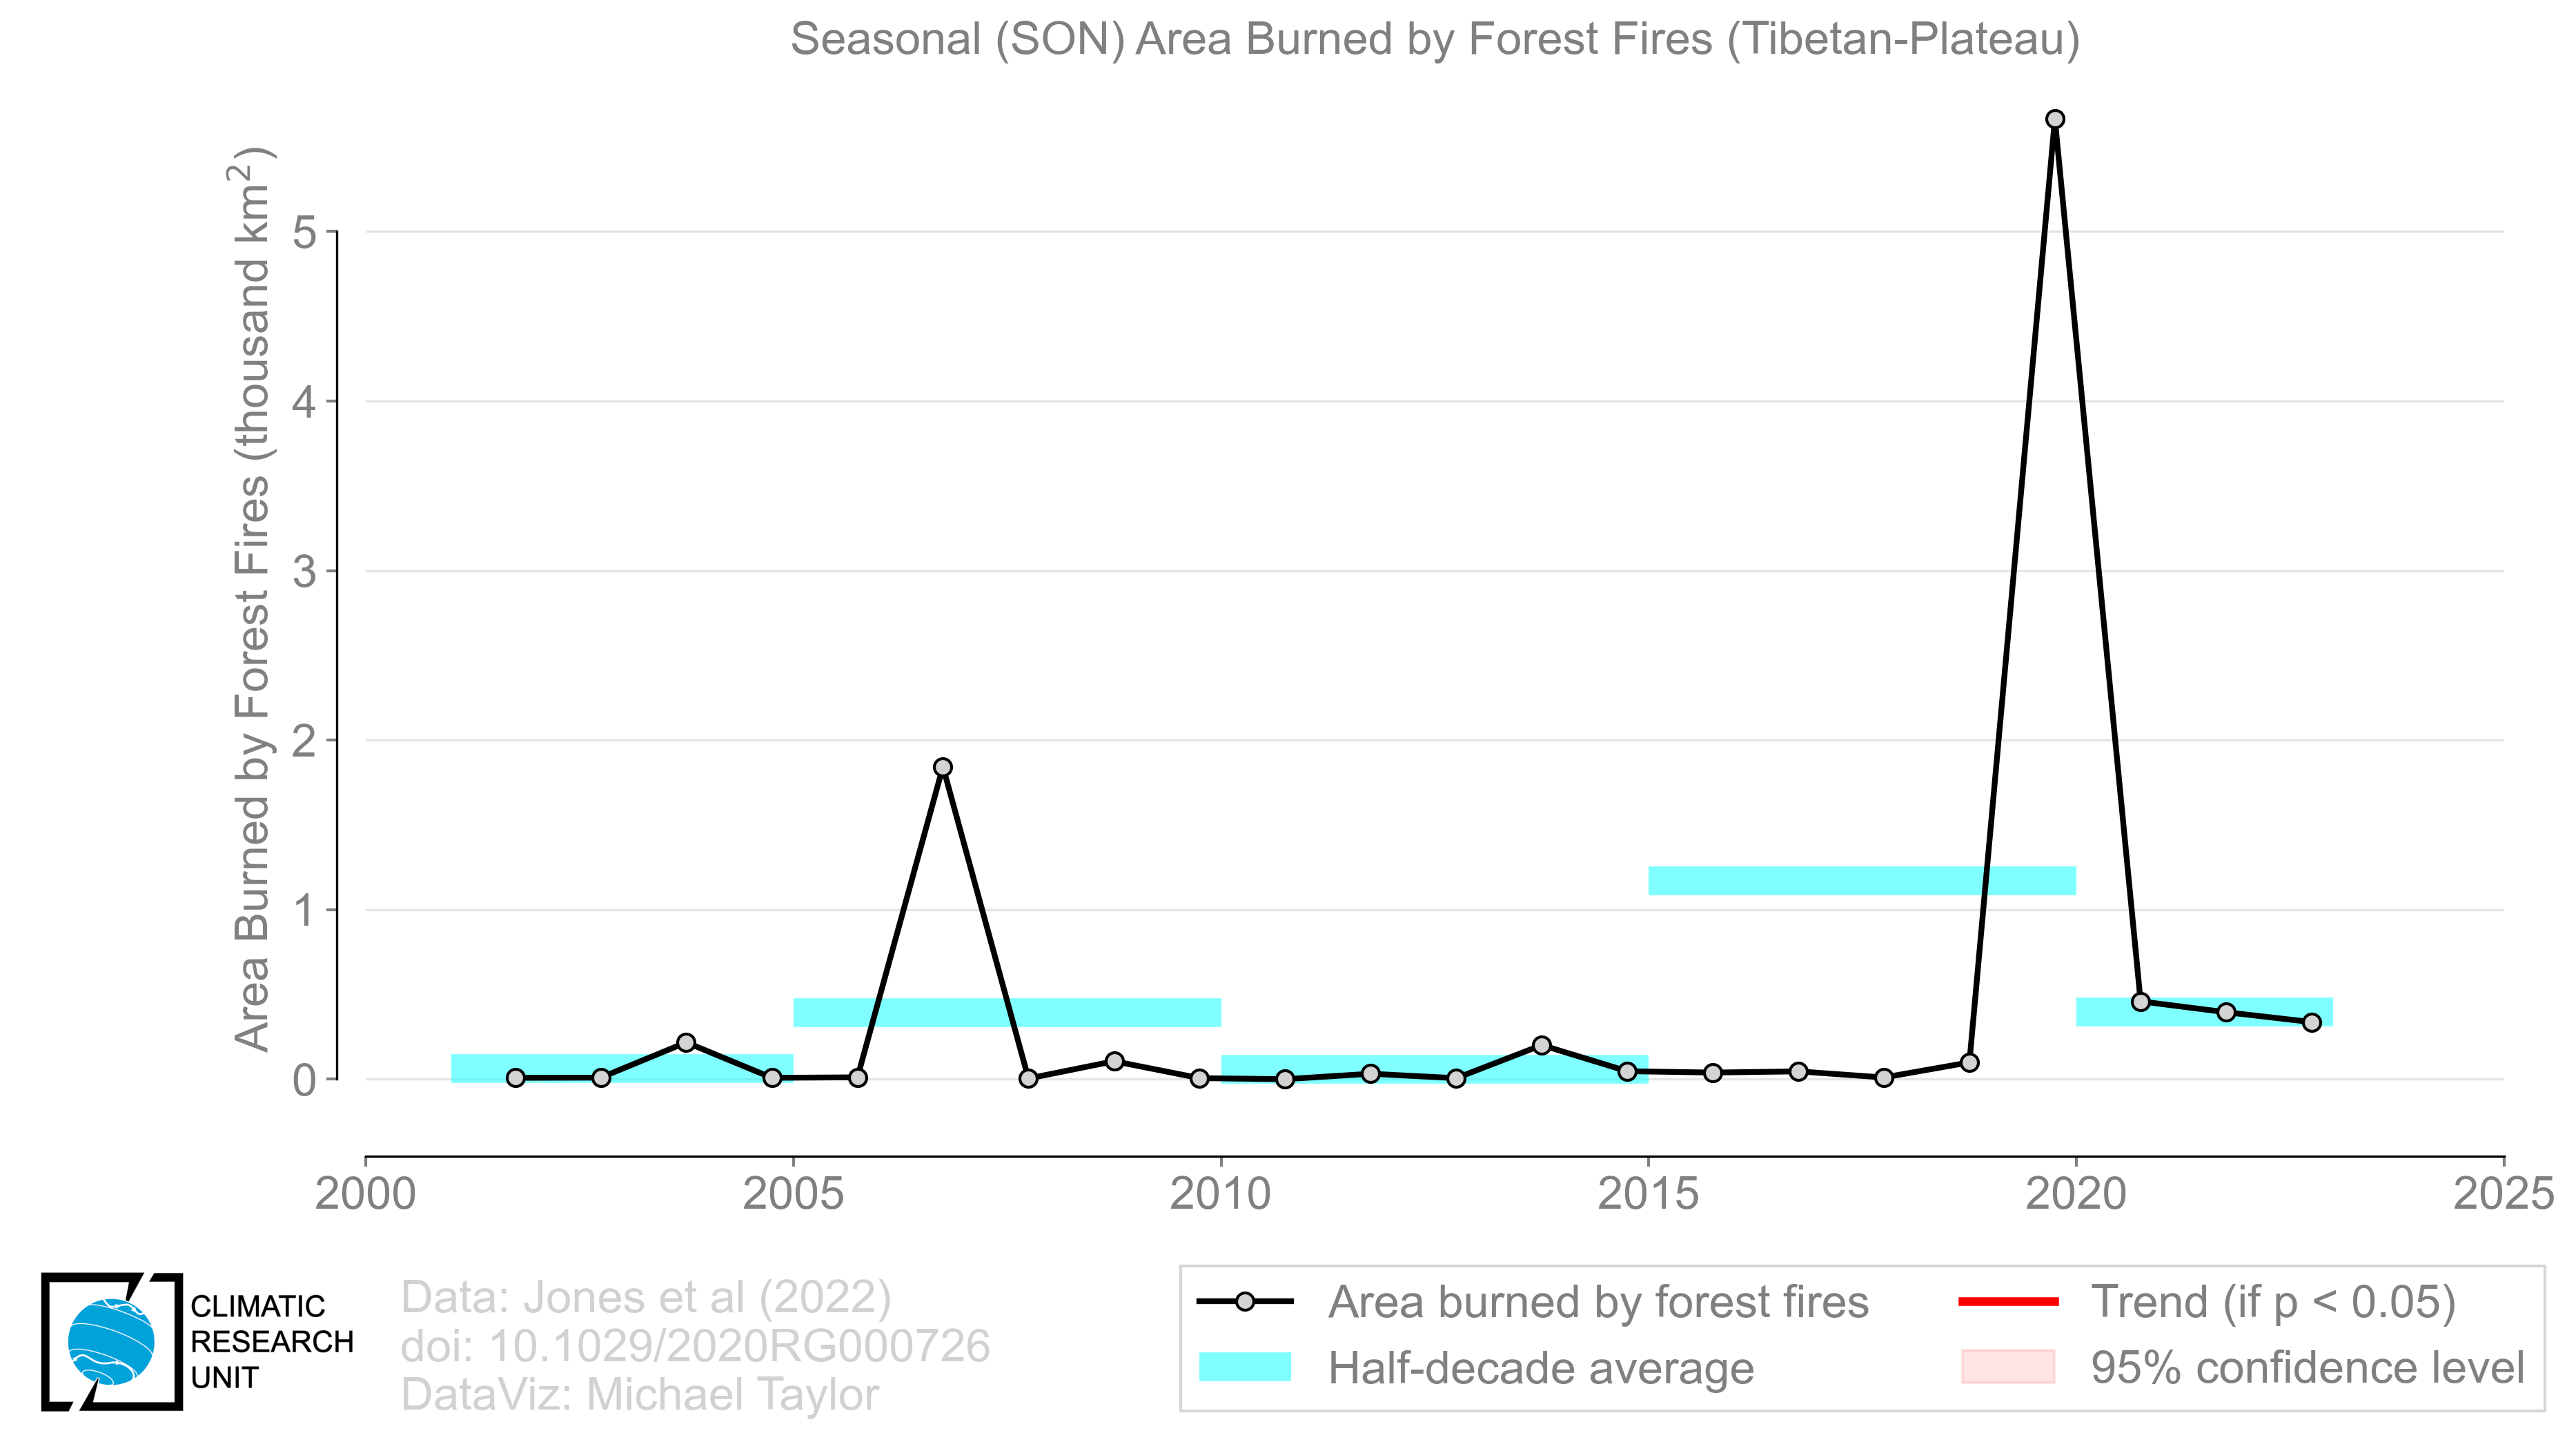 Seasonal (SON) Area Burned by Forest Fires (Tibetan-Plateau)
Area Burned by Forest Fires (thousand km²)
5
4
3
2
1
0
2000
2005
2010
2015
2020
2025
CLIMATIC
RESEARCH
UNIT
Data: Jones et al (2022)
doi: 10.1029/2020RG000726
DataViz: Michael Taylor
Area burned by forest fires
Half-decade average
Trend (if p < 0.05)
95% confidence level